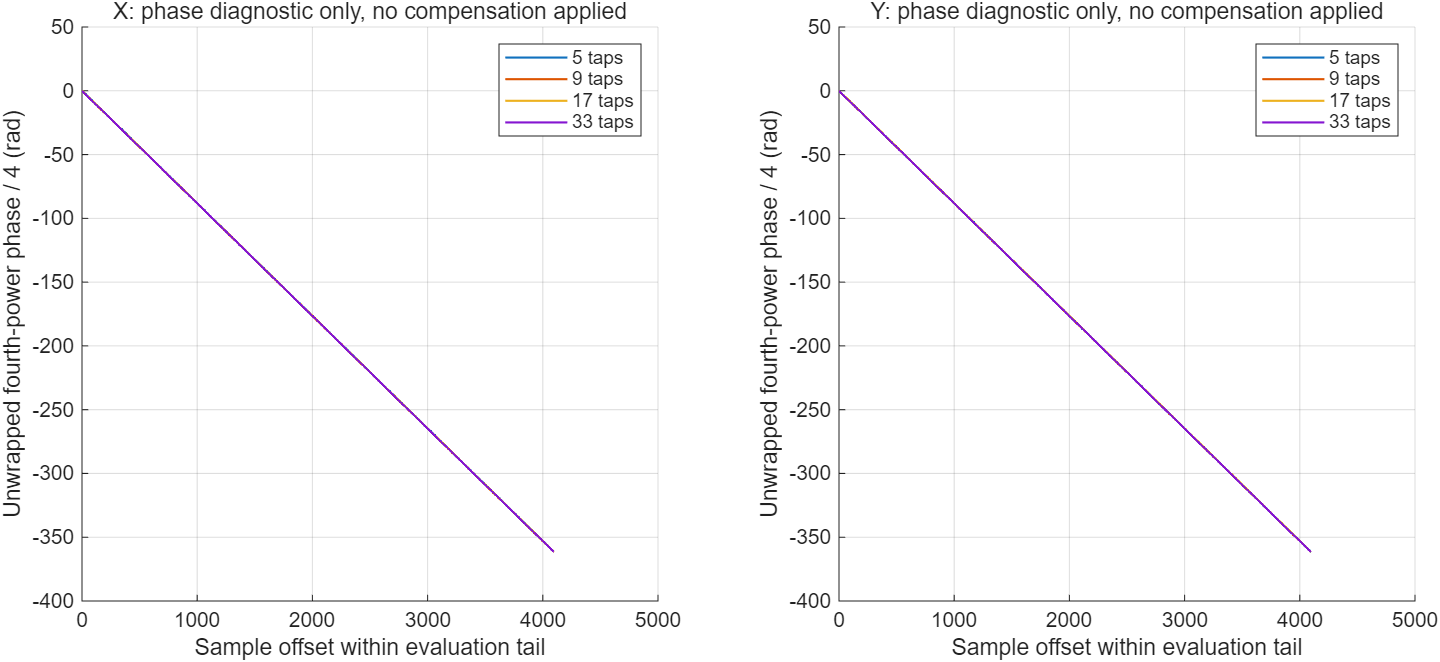 X: phase diagnostic only, no compensation applied
50
0
-50
-100
-150
-200
-250
-300
-350
-400
Unwrapped fourth-power phase / 4 (rad)
5 taps
9 taps
17 taps
33 taps
0 1000 2000 3000 4000 5000
Sample offset within evaluation tail
Y: phase diagnostic only, no compensation applied
50
0
-50
-100
-150
-200
-250
-300
-350
-400
Unwrapped fourth-power phase / 4 (rad)
5 taps
9 taps
17 taps
33 taps
0 1000 2000 3000 4000 5000
Sample offset within evaluation tail